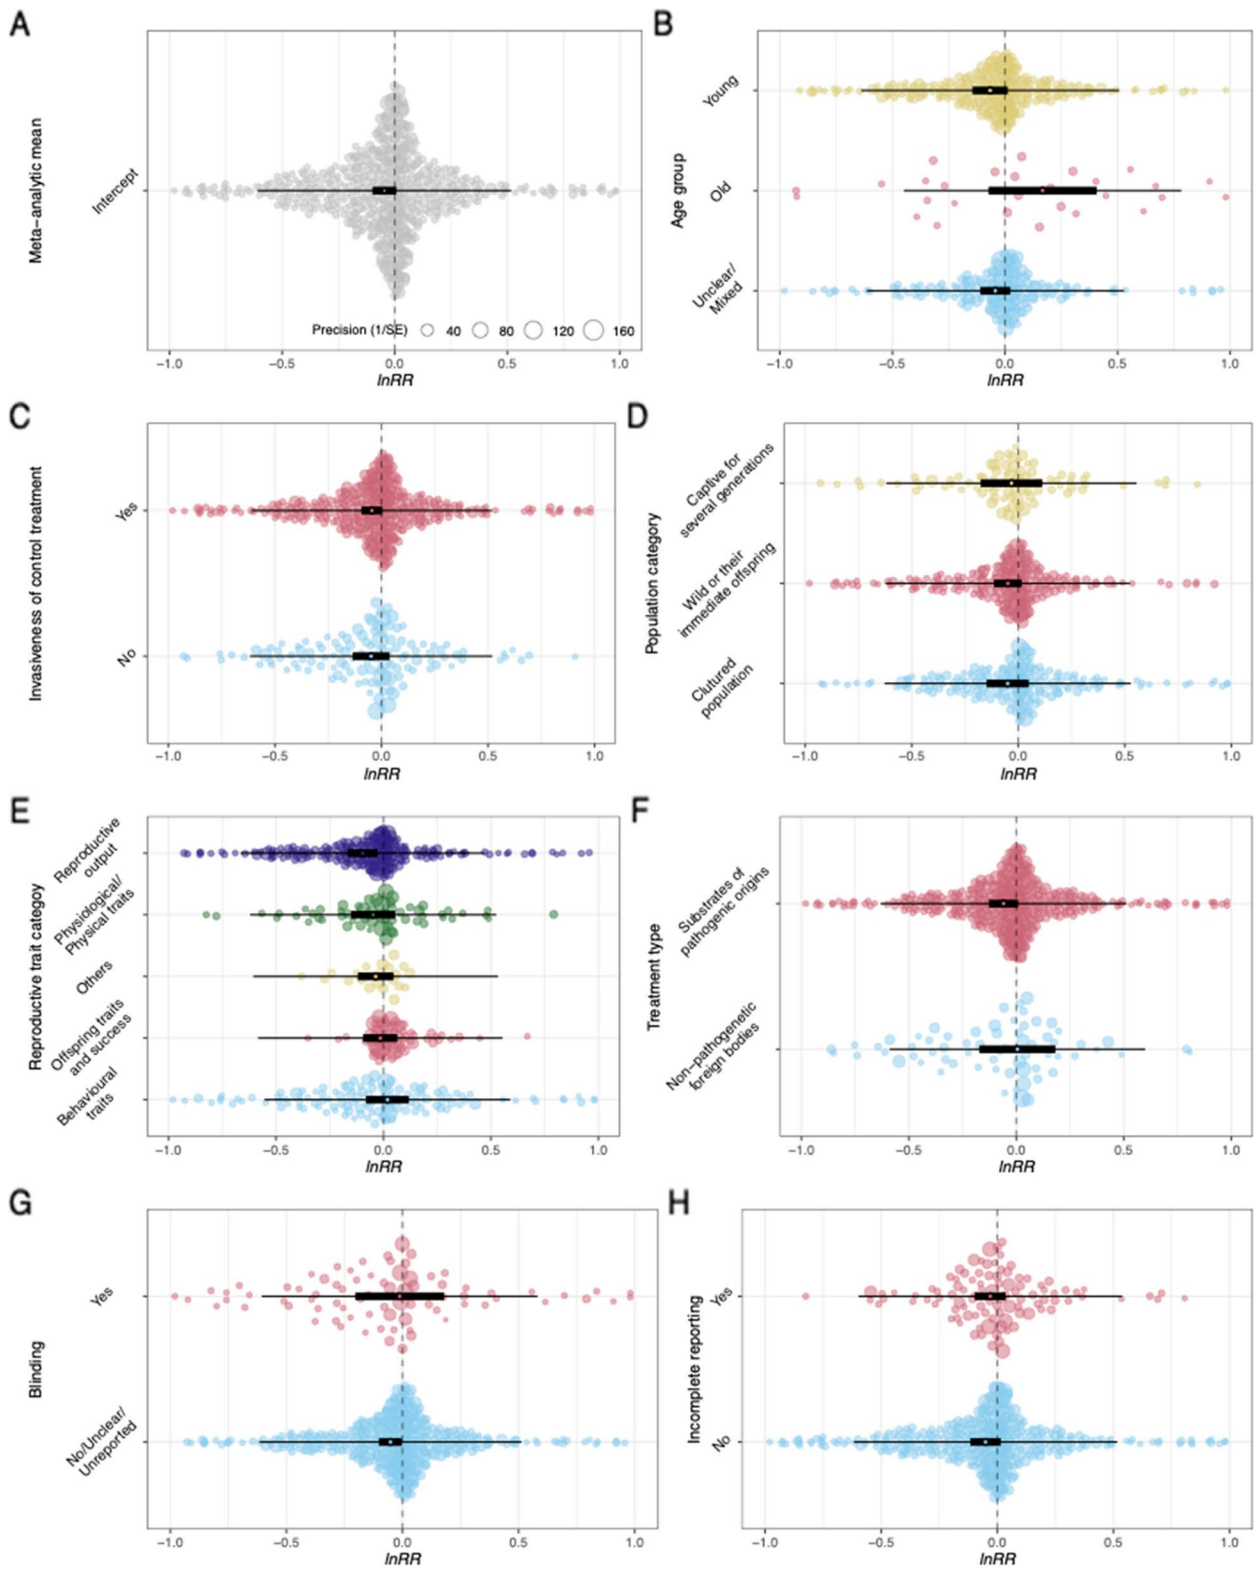 A
Meta−analytic mean
Intercept
Precision (1/SE) 40 80 120 160
−1.0 −0.5 0.0 0.5 1.0
lnRR
B
Age group
Young
Old
Unclear/
Mixed
−1.0 −0.5 0.0 0.5 1.0
lnRR
C
Invasiveness of control treatment
Yes
No
−1.0 −0.5 0.0 0.5 1.0
lnRR
D
Population category
Captive for
several generations
Wild or their
immediate offspring
Clutured
population
−1.0 −0.5 0.0 0.5 1.0
lnRR
E
Reproductive trait categoy
Reproductive
output
Physiological/
Physical traits
Others
Offspring traits
and success
Behavioural
traits
−1.0 −0.5 0.0 0.5 1.0
lnRR
F
Treatment type
Substrates of
pathogenic origins
Non−pathogenetic
foreign bodies
−1.0 −0.5 0.0 0.5 1.0
lnRR
G
Blinding
Yes
No/Unclear/
Unreported
−1.0 −0.5 0.0 0.5 1.0
lnRR
H
Incomplete reporting
Yes
No
−1.0 −0.5 0.0 0.5 1.0
lnRR